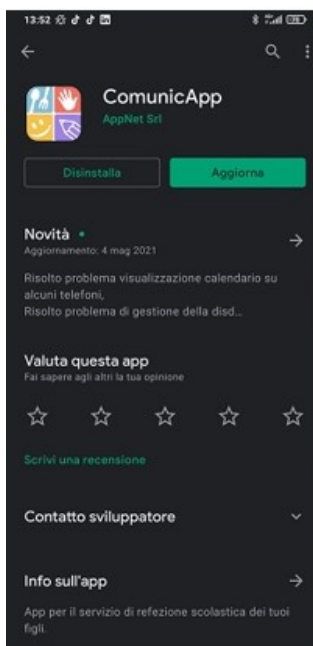 13:52
ComunicApp
AppNet Srl
Disinstalla
Aggiorna
Novità
Aggiornamento: 4 mag 2021
Risolto problema visualizzazione calendario su
alcuni telefoni,
Risolto problema di gestione della disd...
Valuta questa app
Fai sapere agli altri la tua opinione
Scrivi una recensione
Contatto sviluppatore
Info sull'app
App per il servizio di refezione scolastica dei tuoi
figli.